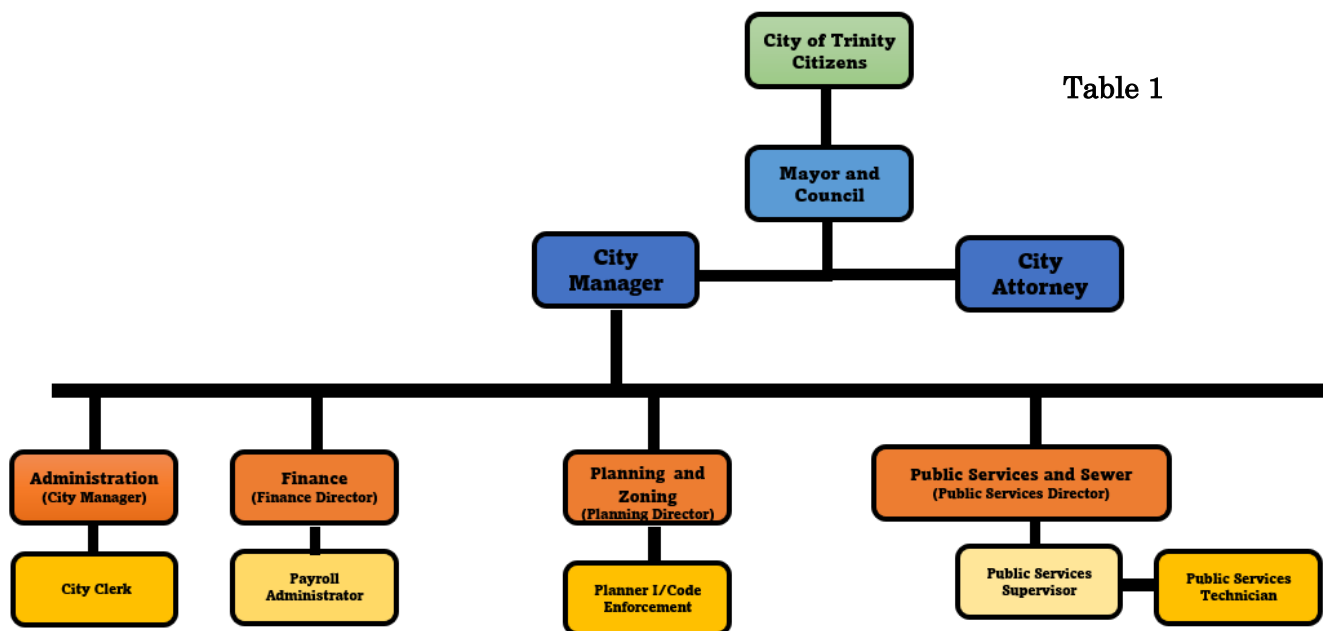 City of Trinity
Citizens
Table 1
Mayor and
Council
City
Manager
City
Attorney
Administration
(City Manager)
Finance
(Finance Director)
Planning and
Zoning
(Planning Director)
Public Services and Sewer
(Public Services Director)
City Clerk
Payroll
Administrator
Planner I/Code
Enforcement
Public Services
Supervisor
Public Services
Technician